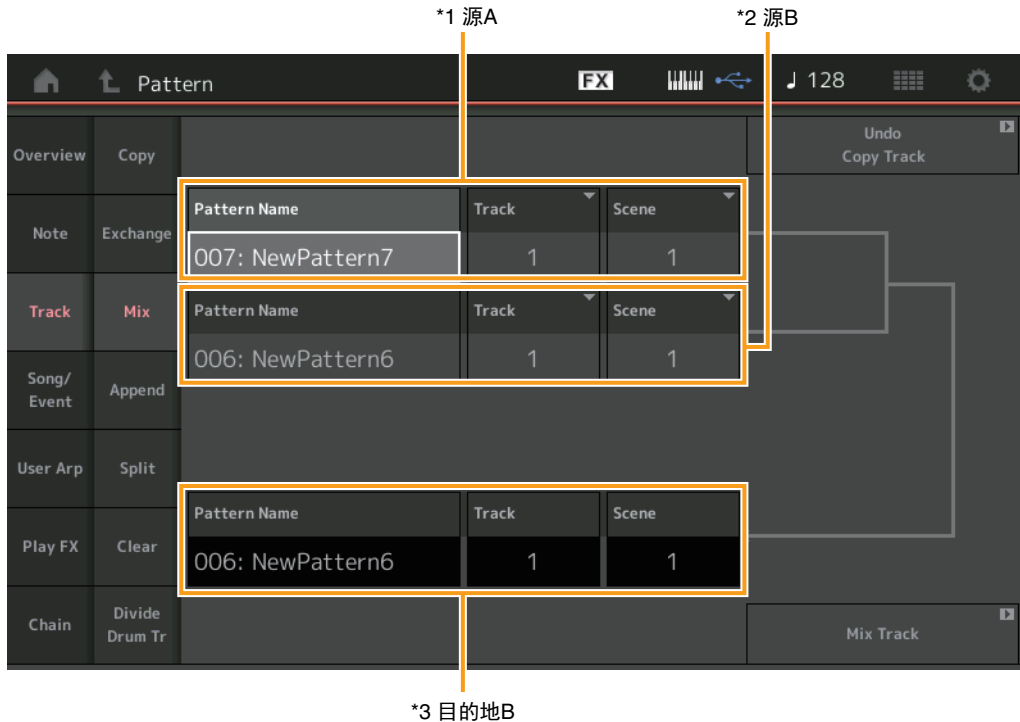 *1 源A
*2 源B
Pattern
FX
♩ 128
Overview
Copy
Undo
Copy Track
Note
Exchange
Pattern Name
Track
Scene
007: NewPattern7
1
1
Track
Mix
Pattern Name
Track
Scene
006: NewPattern6
1
1
Song/
Event
Append
User Arp
Split
Pattern Name
Track
Scene
006: NewPattern6
1
1
Play FX
Clear
Chain
Divide
Drum Tr
Mix Track
*3 目的地B